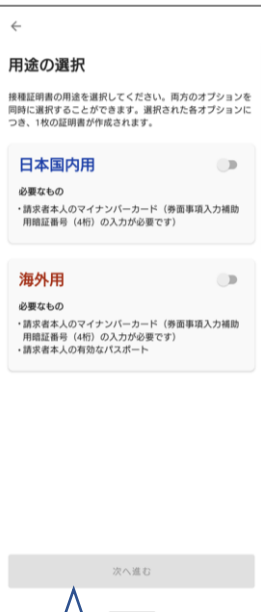 用途の選択
接種証明書の用途を選択してください。両方のオプションを
同時に選択することができます。選択された各オプションに
つき、1枚の証明書が作成されます。
日本国内用
必要なもの
・請求者本人のマイナンバーカード（券面事項入力補助
用暗証番号（4桁）の入力が必要です）
海外用
必要なもの
・請求者本人のマイナンバーカード（券面事項入力補助
用暗証番号（4桁）の入力が必要です）
・請求者本人の有効なパスポート
次へ進む